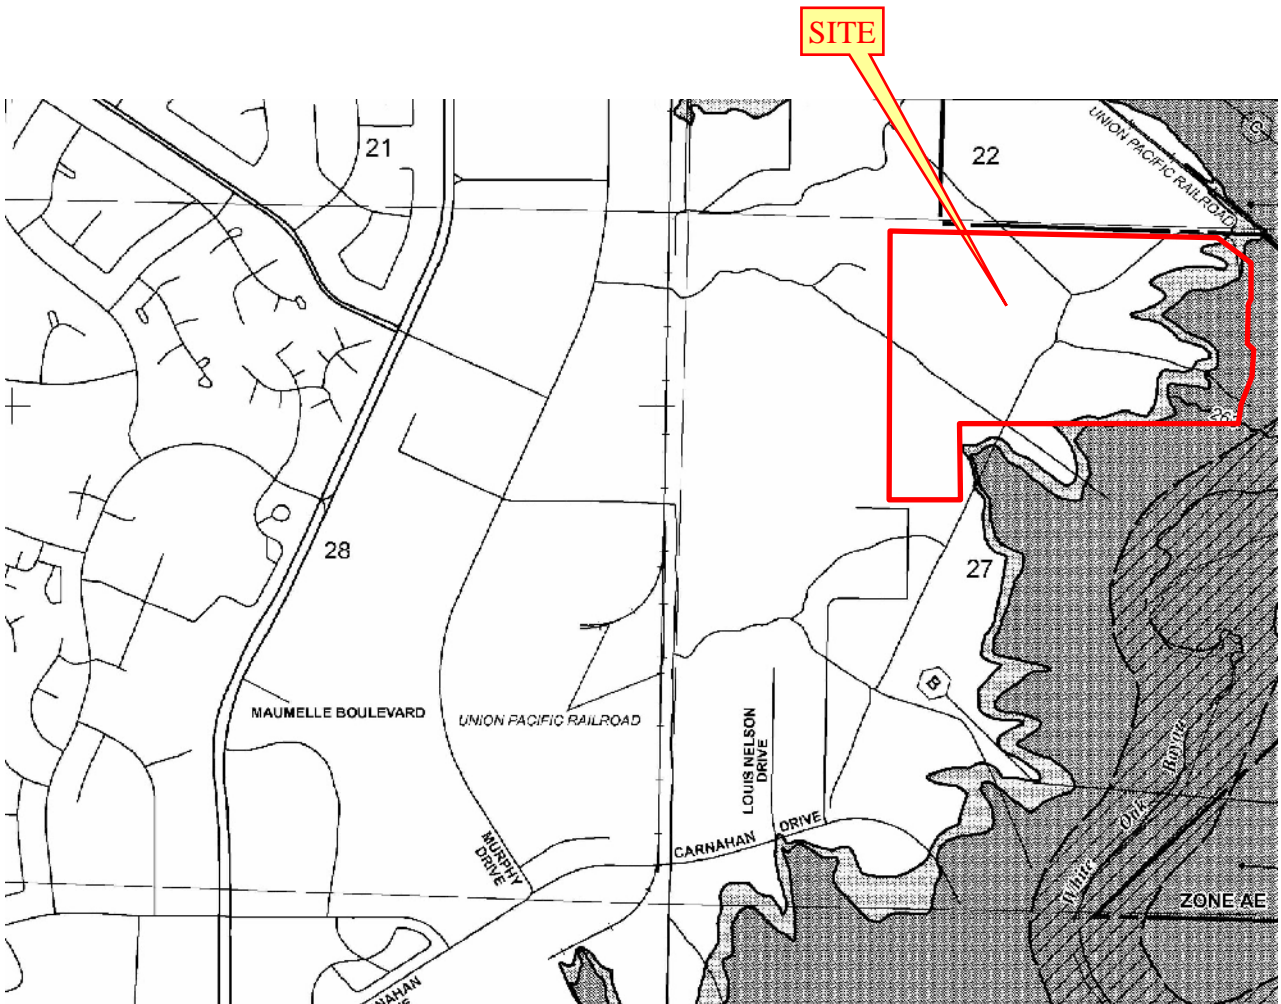 SITE
21
22
UNION PACIFIC RAILROAD
C
28
27
B
MAUMELLE BOULEVARD
UNION PACIFIC RAILROAD
LOUIS NELSON
DRIVE
MURPHY
DRIVE
CARNAHAN DRIVE
White Oak Bayou
ZONE AE
NAHAN